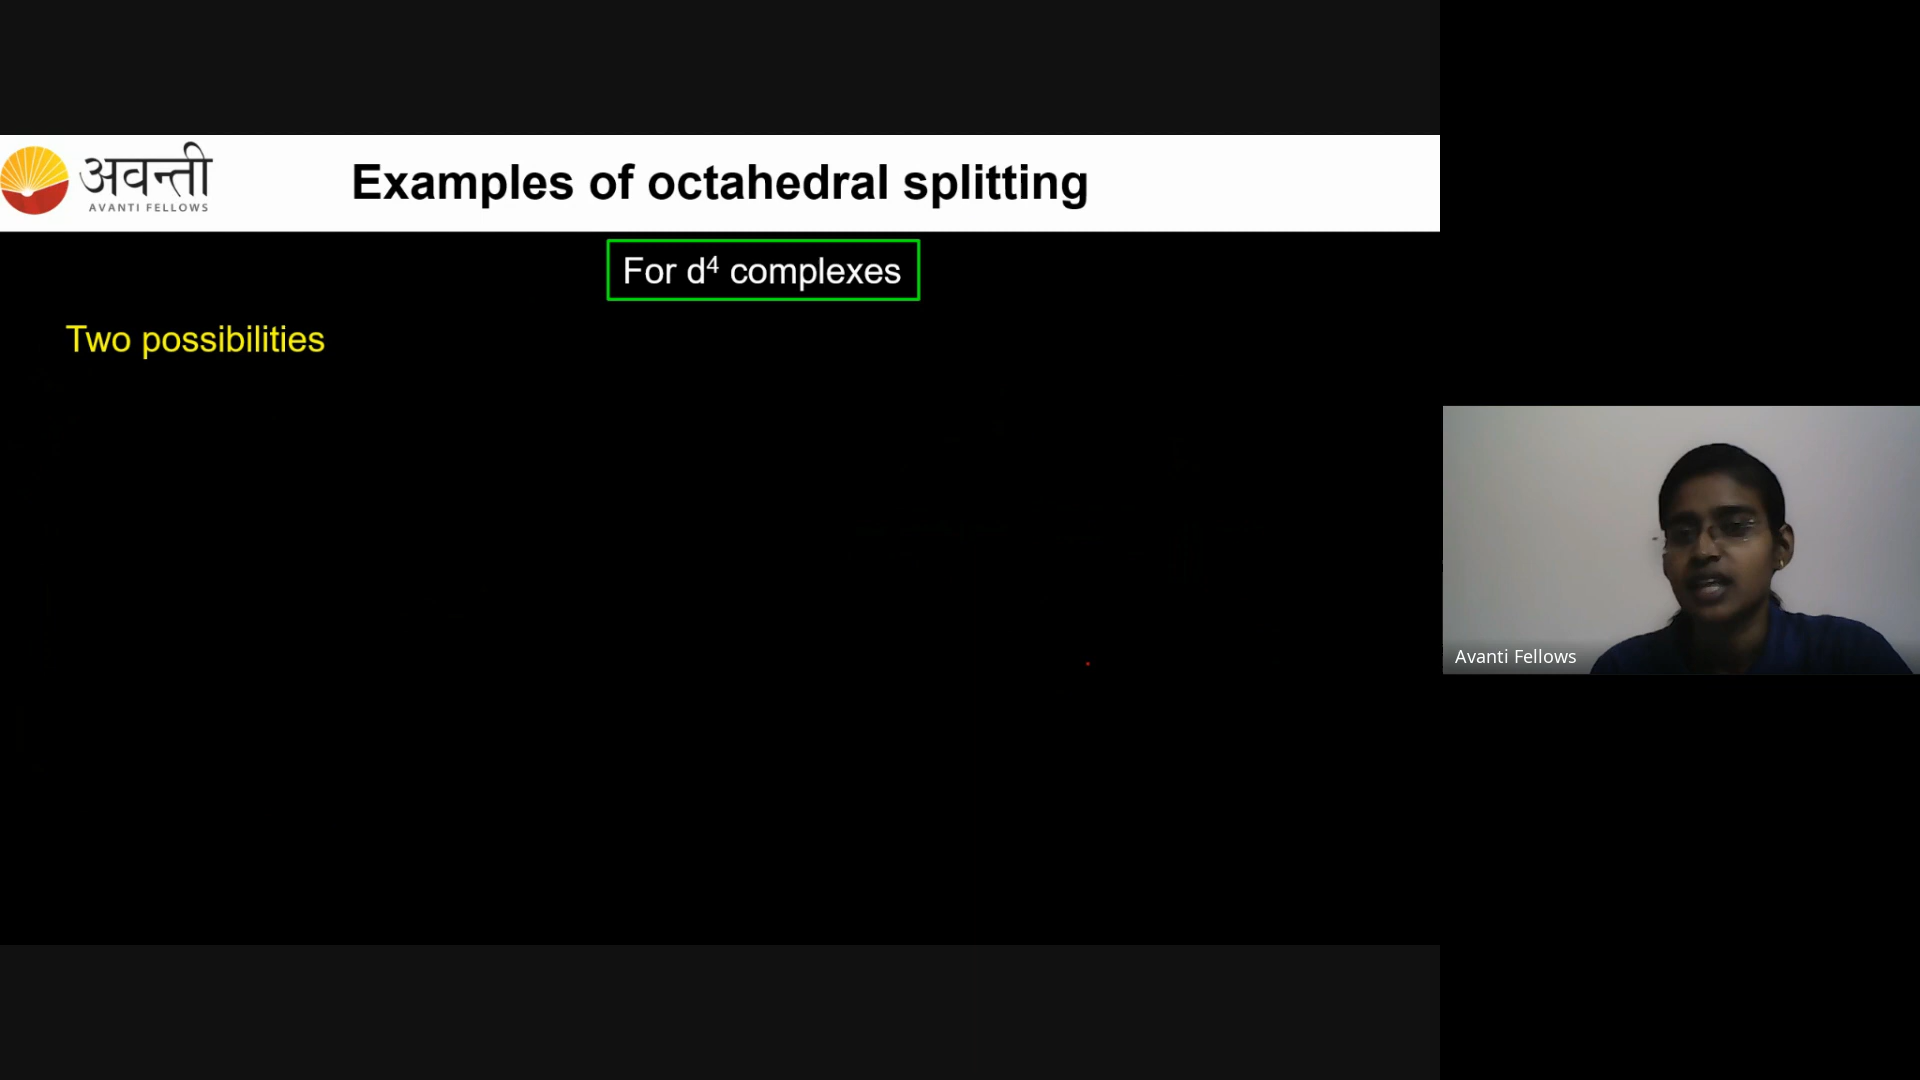 अवन्ती
AVANTI FELLOWS
Examples of octahedral splitting
For d⁴ complexes
Two possibilities
Avanti Fellows